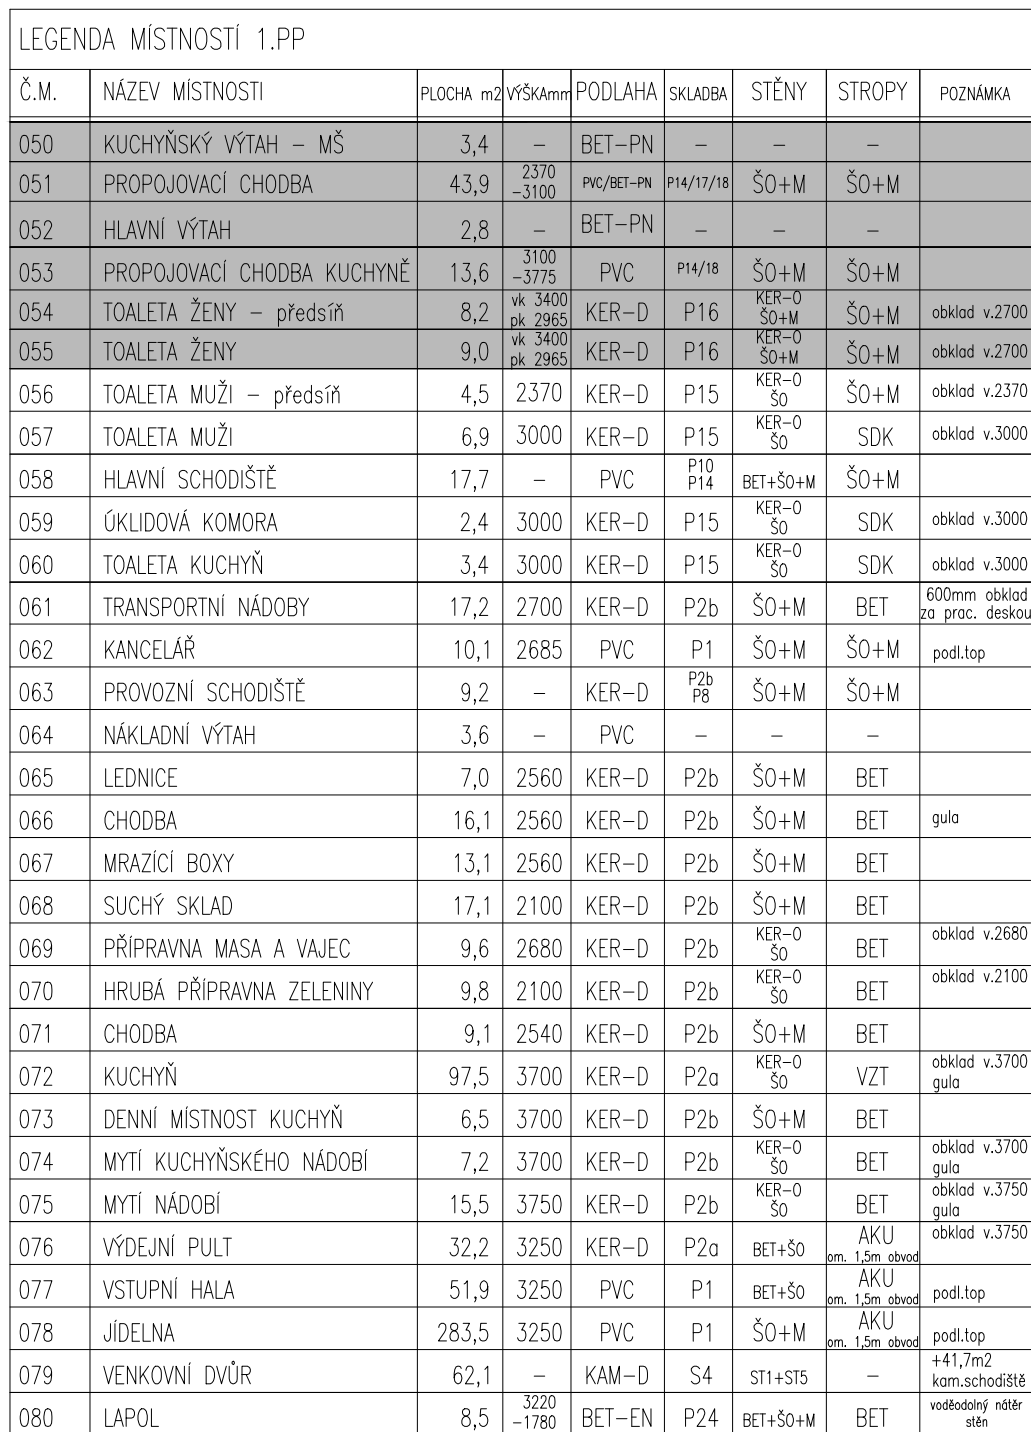 LEGENDA MÍSTNOSTÍ 1.PP
Č.M. NÁZEV MÍSTNOSTI PLOCHA m2 VÝŠKAmm PODLAHA SKLADBA STĚNY STROPY POZNÁMKA
050 KUCHYŇSKÝ VÝTAH – MŠ 3,4 – BET–PN – – –
051 PROPOJOVACÍ CHODBA 43,9 2370 –3100 PVC/BET–PN P14/17/18 ŠO+M ŠO+M
052 HLAVNÍ VÝTAH 2,8 – BET–PN – – –
053 PROPOJOVACÍ CHODBA KUCHYNĚ 13,6 3100 –3775 PVC P14/18 ŠO+M ŠO+M
054 TOALETA ŽENY – předsíň 8,2 vk 3400 pk 2965 KER–D P16 KER–O ŠO+M ŠO+M obklad v.2700
055 TOALETA ŽENY 9,0 vk 3400 pk 2965 KER–D P16 KER–O ŠO+M ŠO+M obklad v.2700
056 TOALETA MUŽI – předsíň 4,5 2370 KER–D P15 KER–O ŠO ŠO+M obklad v.2370
057 TOALETA MUŽI 6,9 3000 KER–D P15 KER–O ŠO SDK obklad v.3000
058 HLAVNÍ SCHODIŠTĚ 17,7 – PVC P10 P14 BET+ŠO+M ŠO+M
059 ÚKLIDOVÁ KOMORA 2,4 3000 KER–D P15 KER–O ŠO SDK obklad v.3000
060 TOALETA KUCHYŇ 3,4 3000 KER–D P15 KER–O ŠO SDK obklad v.3000
061 TRANSPORTNÍ NÁDOBY 17,2 2700 KER–D P2b ŠO+M BET 600mm obklad za prac. deskou
062 KANCELÁŘ 10,1 2685 PVC P1 ŠO+M ŠO+M podl.top
063 PROVOZNÍ SCHODIŠTĚ 9,2 – KER–D P2b P8 ŠO+M ŠO+M
064 NÁKLADNÍ VÝTAH 3,6 – PVC – – –
065 LEDNICE 7,0 2560 KER–D P2b ŠO+M BET
066 CHODBA 16,1 2560 KER–D P2b ŠO+M BET gula
067 MRAZÍCÍ BOXY 13,1 2560 KER–D P2b ŠO+M BET
068 SUCHÝ SKLAD 17,1 2100 KER–D P2b ŠO+M BET
069 PŘÍPRAVNA MASA A VAJEC 9,6 2680 KER–D P2b KER–O ŠO BET obklad v.2680
070 HRUBÁ PŘÍPRAVNA ZELENINY 9,8 2100 KER–D P2b KER–O ŠO BET obklad v.2100
071 CHODBA 9,1 2540 KER–D P2b ŠO+M BET
072 KUCHYŇ 97,5 3700 KER–D P2a KER–O ŠO VZT obklad v.3700 gula
073 DENNÍ MÍSTNOST KUCHYŇ 6,5 3700 KER–D P2b ŠO+M BET
074 MYTÍ KUCHYŇSKÉHO NÁDOBÍ 7,2 3700 KER–D P2b KER–O ŠO BET obklad v.3700 gula
075 MYTÍ NÁDOBÍ 15,5 3750 KER–D P2b KER–O ŠO BET obklad v.3750 gula
076 VÝDEJNÍ PULT 32,2 3250 KER–D P2a BET+ŠO AKU om. 1,5m obvod obklad v.3750
077 VSTUPNÍ HALA 51,9 3250 PVC P1 BET+ŠO AKU om. 1,5m obvod podl.top
078 JÍDELNA 283,5 3250 PVC P1 ŠO+M AKU om. 1,5m obvod podl.top
079 VENKOVNÍ DVŮR 62,1 – KAM–D S4 ST1+ST5 – +41,7m2 kam.schodiště
080 LAPOL 8,5 3220 –1780 BET–EN P24 BET+ŠO+M BET voděodolný nátěr stěn